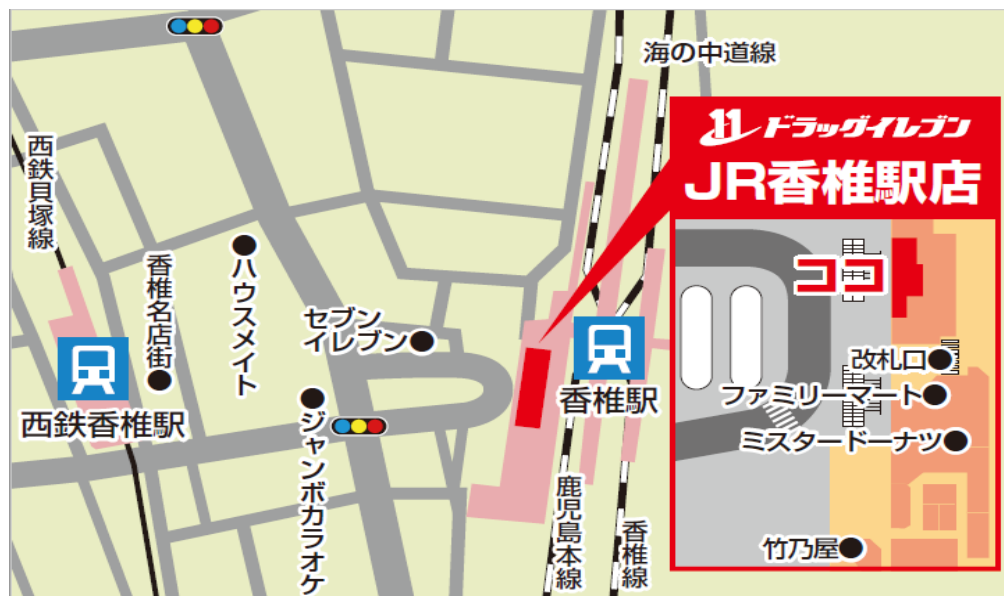 海の中道線
ドラッグイレブン
JR香椎駅店
西鉄貝塚線
香椎名店街
ハウスメイト
セブン
イレブン
ジャンボカラオケ
西鉄香椎駅
香椎駅
鹿児島本線
香椎線
ココ
改札口
ファミリーマート
ミスタードーナツ
竹乃屋